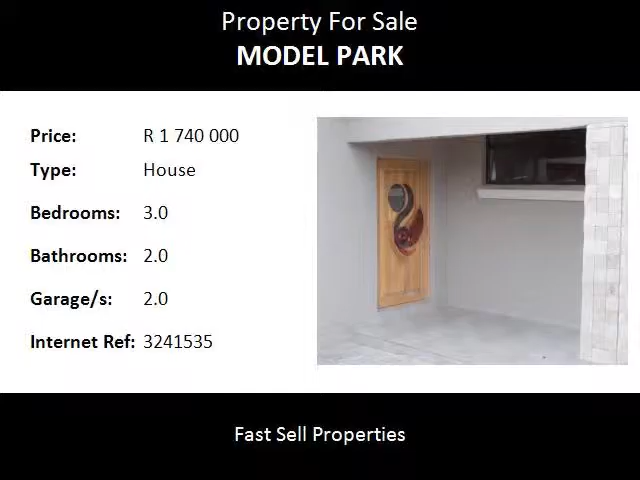 Property For Sale
MODEL PARK
Price: R 1 740 000
Type: House
Bedrooms: 3.0
Bathrooms: 2.0
Garage/s: 2.0
Internet Ref: 3241535
Fast Sell Properties